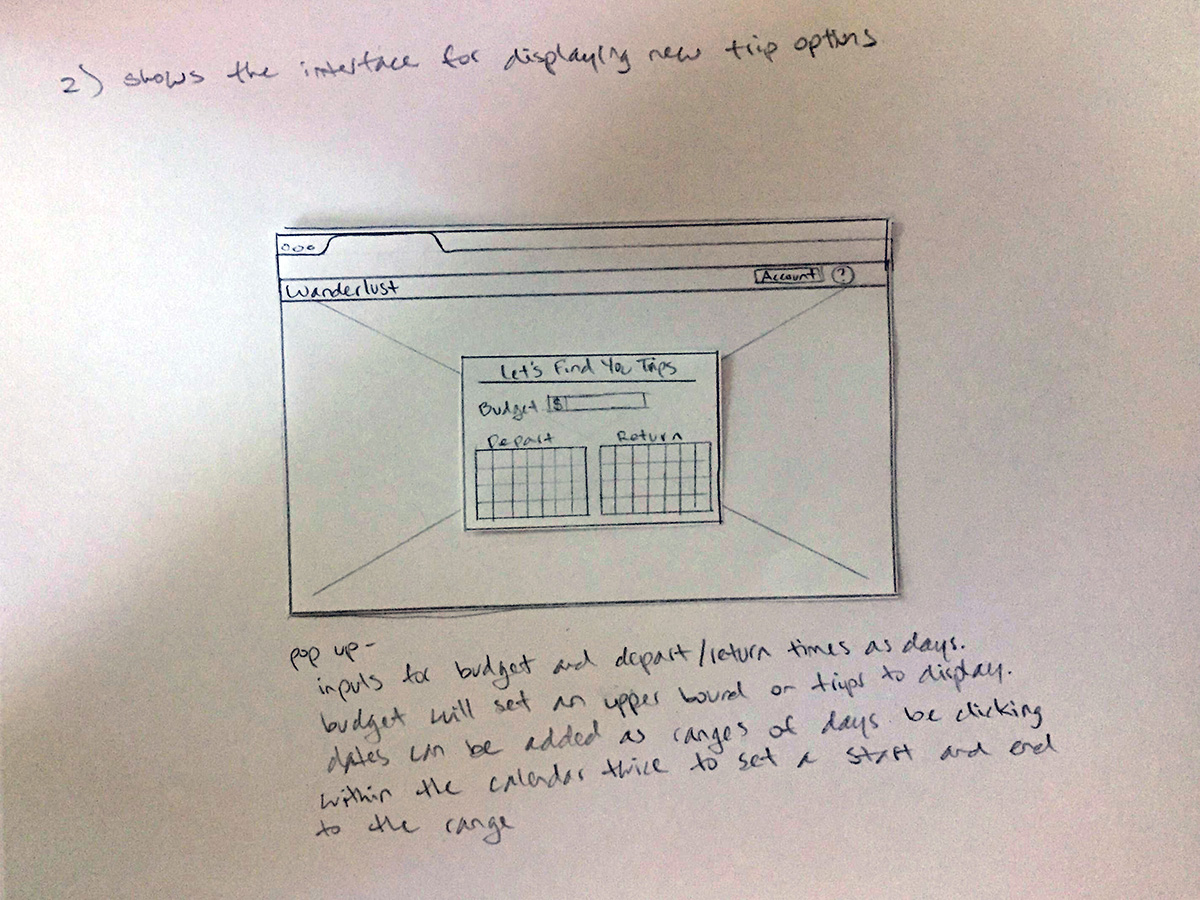 2) shows the interface for displaying new trip options
000
Wanderlust
Account ?
Let's Find You Trips
Budget $
Depart Return
pop up-
inputs for budget and depart/return times as days.
budget will set an upper bound on trips to display.
dates can be added as ranges of days be clicking
within the calendar twice to set a start and end
to the range